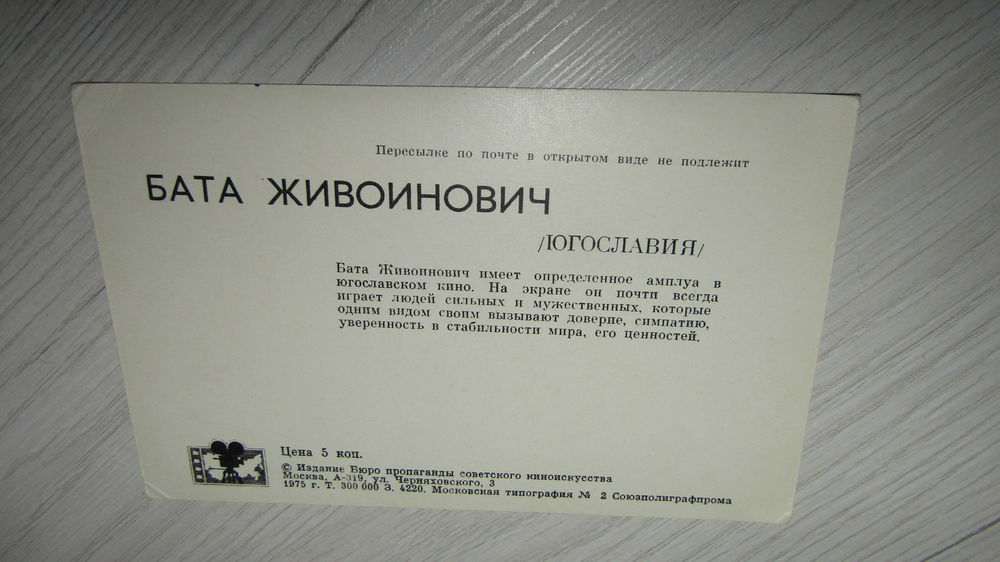 Пересылке по почте в открытом виде не подлежит
БАТА ЖИВОИНОВИЧ
/ЮГОСЛАВИЯ/
Бата Живоинович имеет определенное амплуа в
югославском кино. На экране он почти всегда
играет людей сильных и мужественных, которые
одним видом своим вызывают доверие, симпатию,
уверенность в стабильности мира, его ценностей.
Цена 5 коп.
© Издание Бюро пропаганды советского киноискусства
Москва, А-319, ул. Черняховского, 3
1975 г. Т. 300 000 З. 4220. Московская типография № 2 Союзполиграфпрома